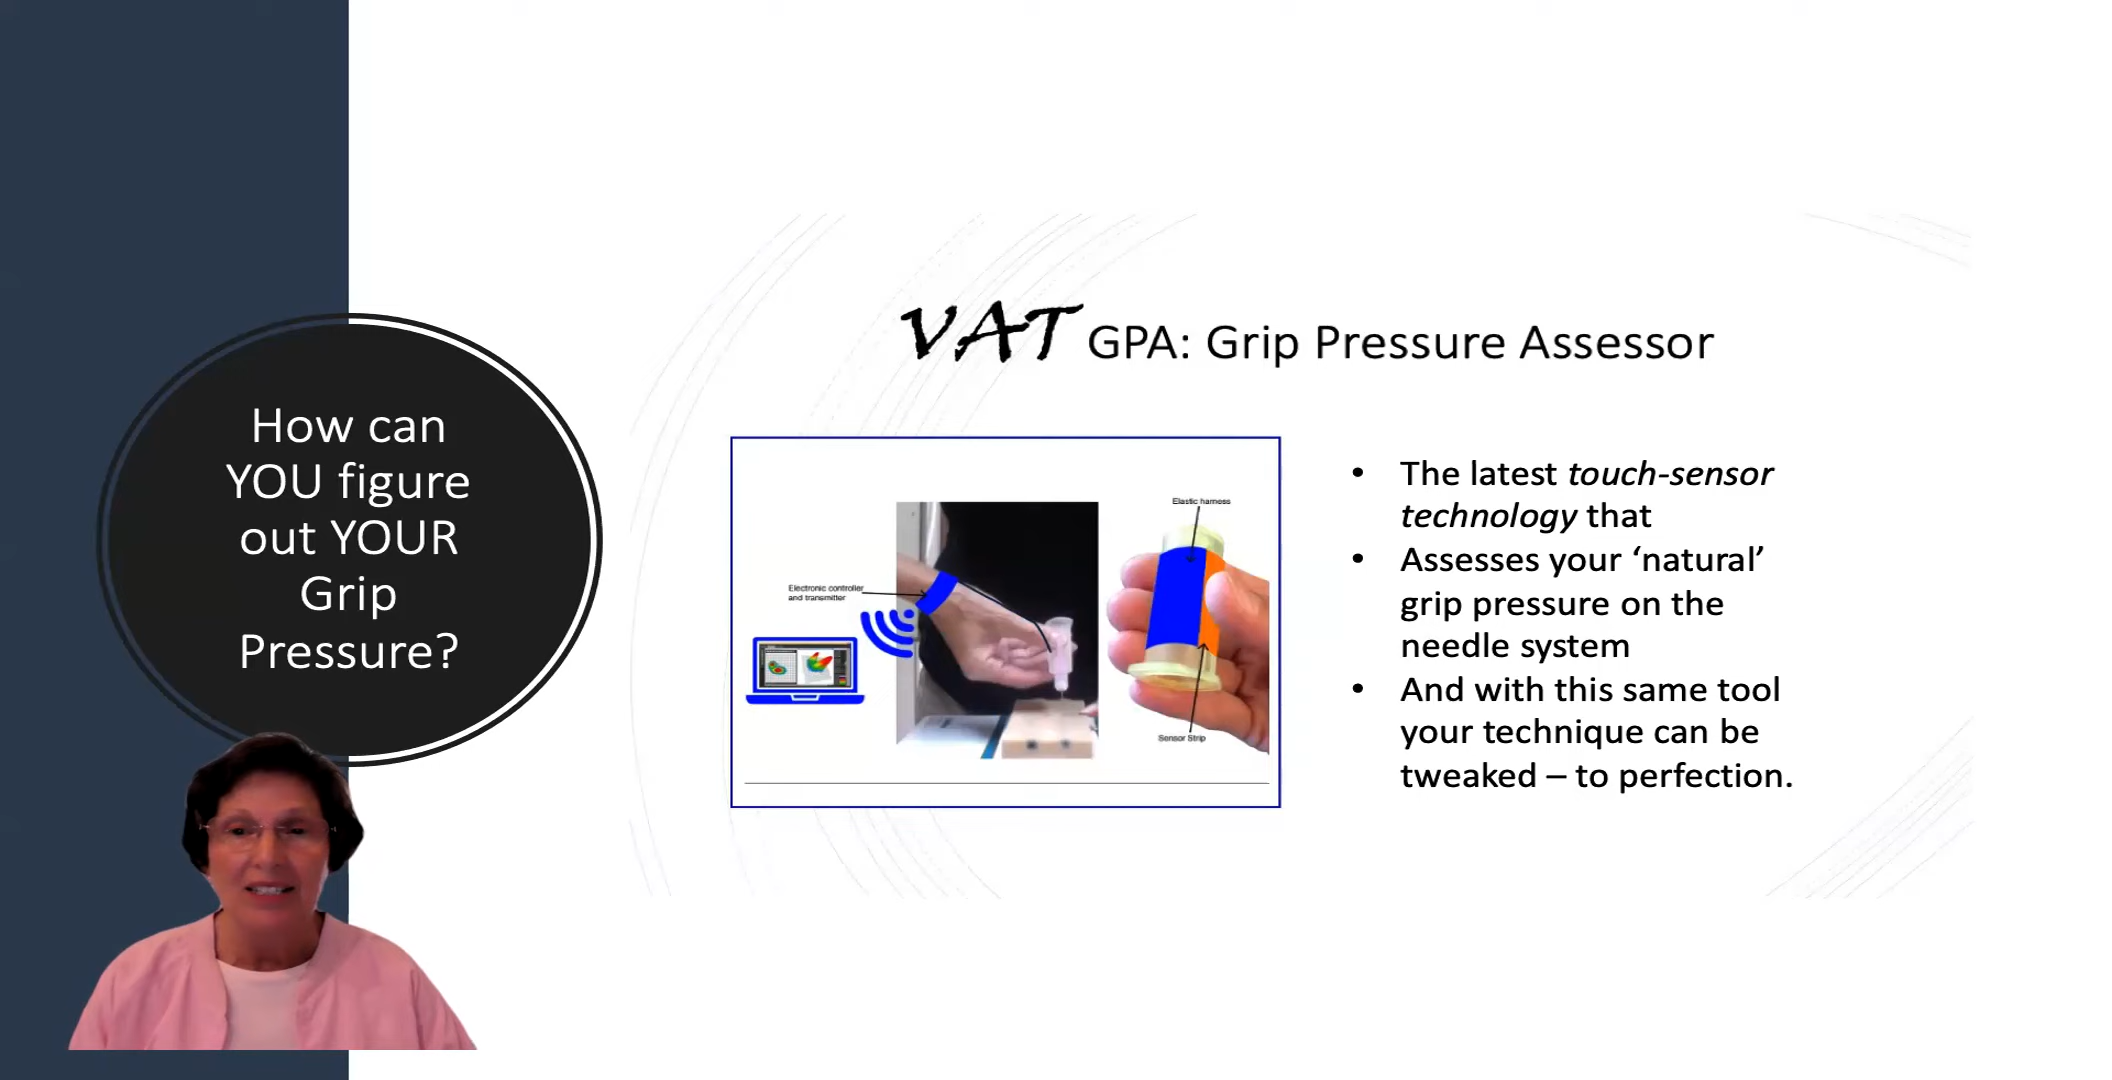 How can
YOU figure
out YOUR
Grip
Pressure?
VAT GPA: Grip Pressure Assessor
Elastic harness
Electronic controller
and transmitter
Sensor Strip
• The latest touch-sensor
technology that
• Assesses your ‘natural’
grip pressure on the
needle system
• And with this same tool
your technique can be
tweaked – to perfection.